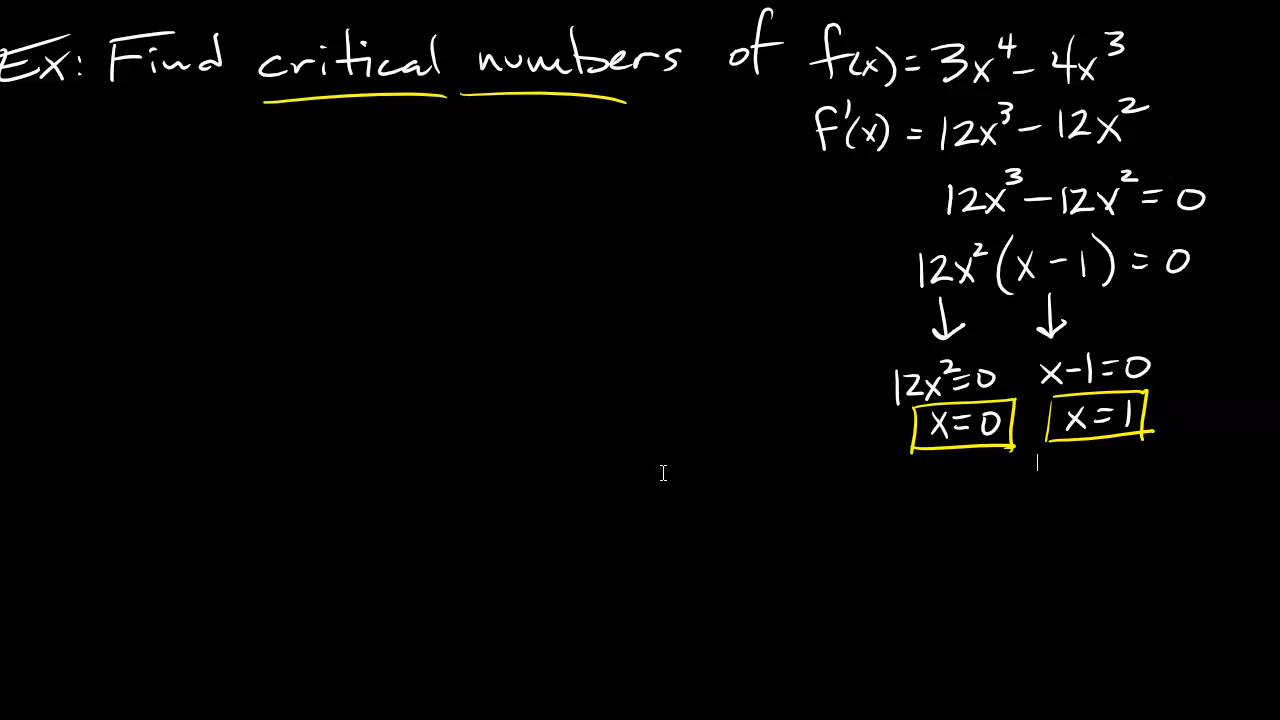 Ex: Find critical numbers of f(x) = 3x⁴ − 4x³
f'(x) = 12x³ − 12x²
12x³ − 12x² = 0
12x²(x − 1) = 0
↓ ↓
12x² = 0 x − 1 = 0
x = 0 x = 1